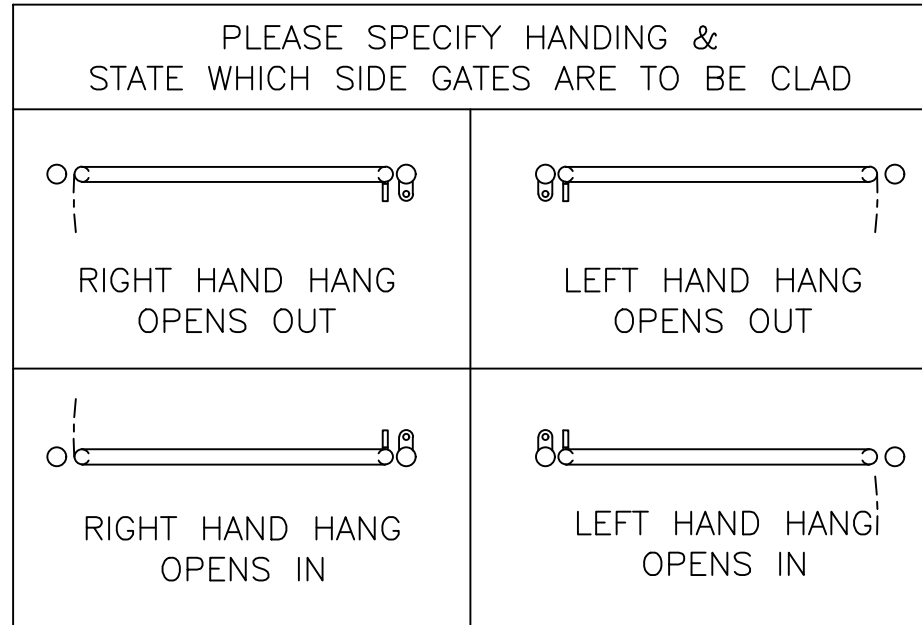 PLEASE SPECIFY HANDING &
STATE WHICH SIDE GATES ARE TO BE CLAD
RIGHT HAND HANG
OPENS OUT
LEFT HAND HANG
OPENS OUT
RIGHT HAND HANG
OPENS IN
LEFT HAND HANG
OPENS IN